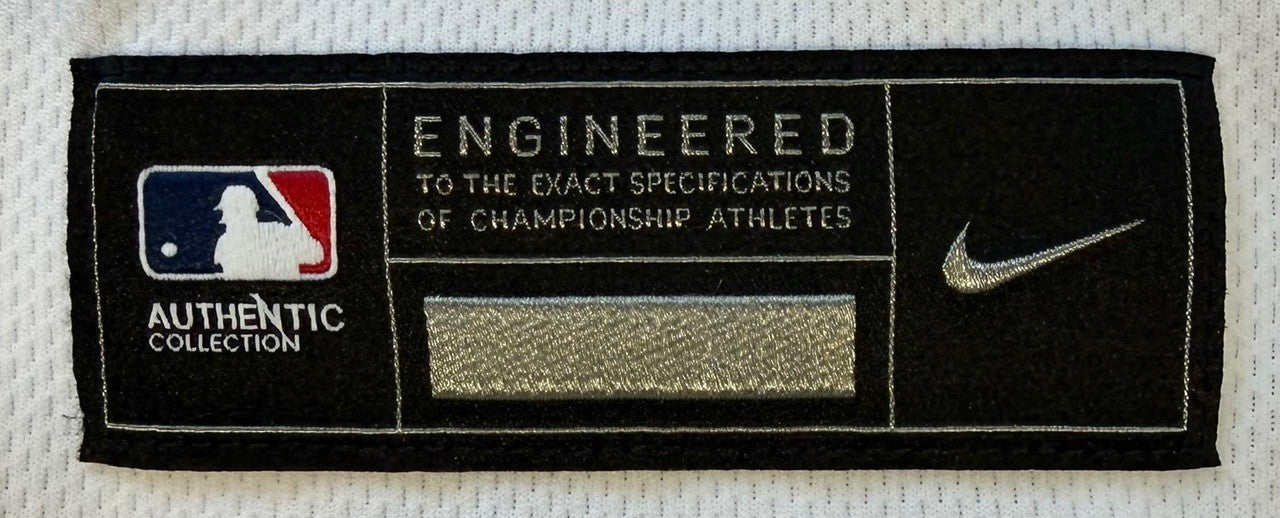 ENGINEERED
TO THE EXACT SPECIFICATIONS
OF CHAMPIONSHIP ATHLETES
AUTHENTIC
COLLECTION